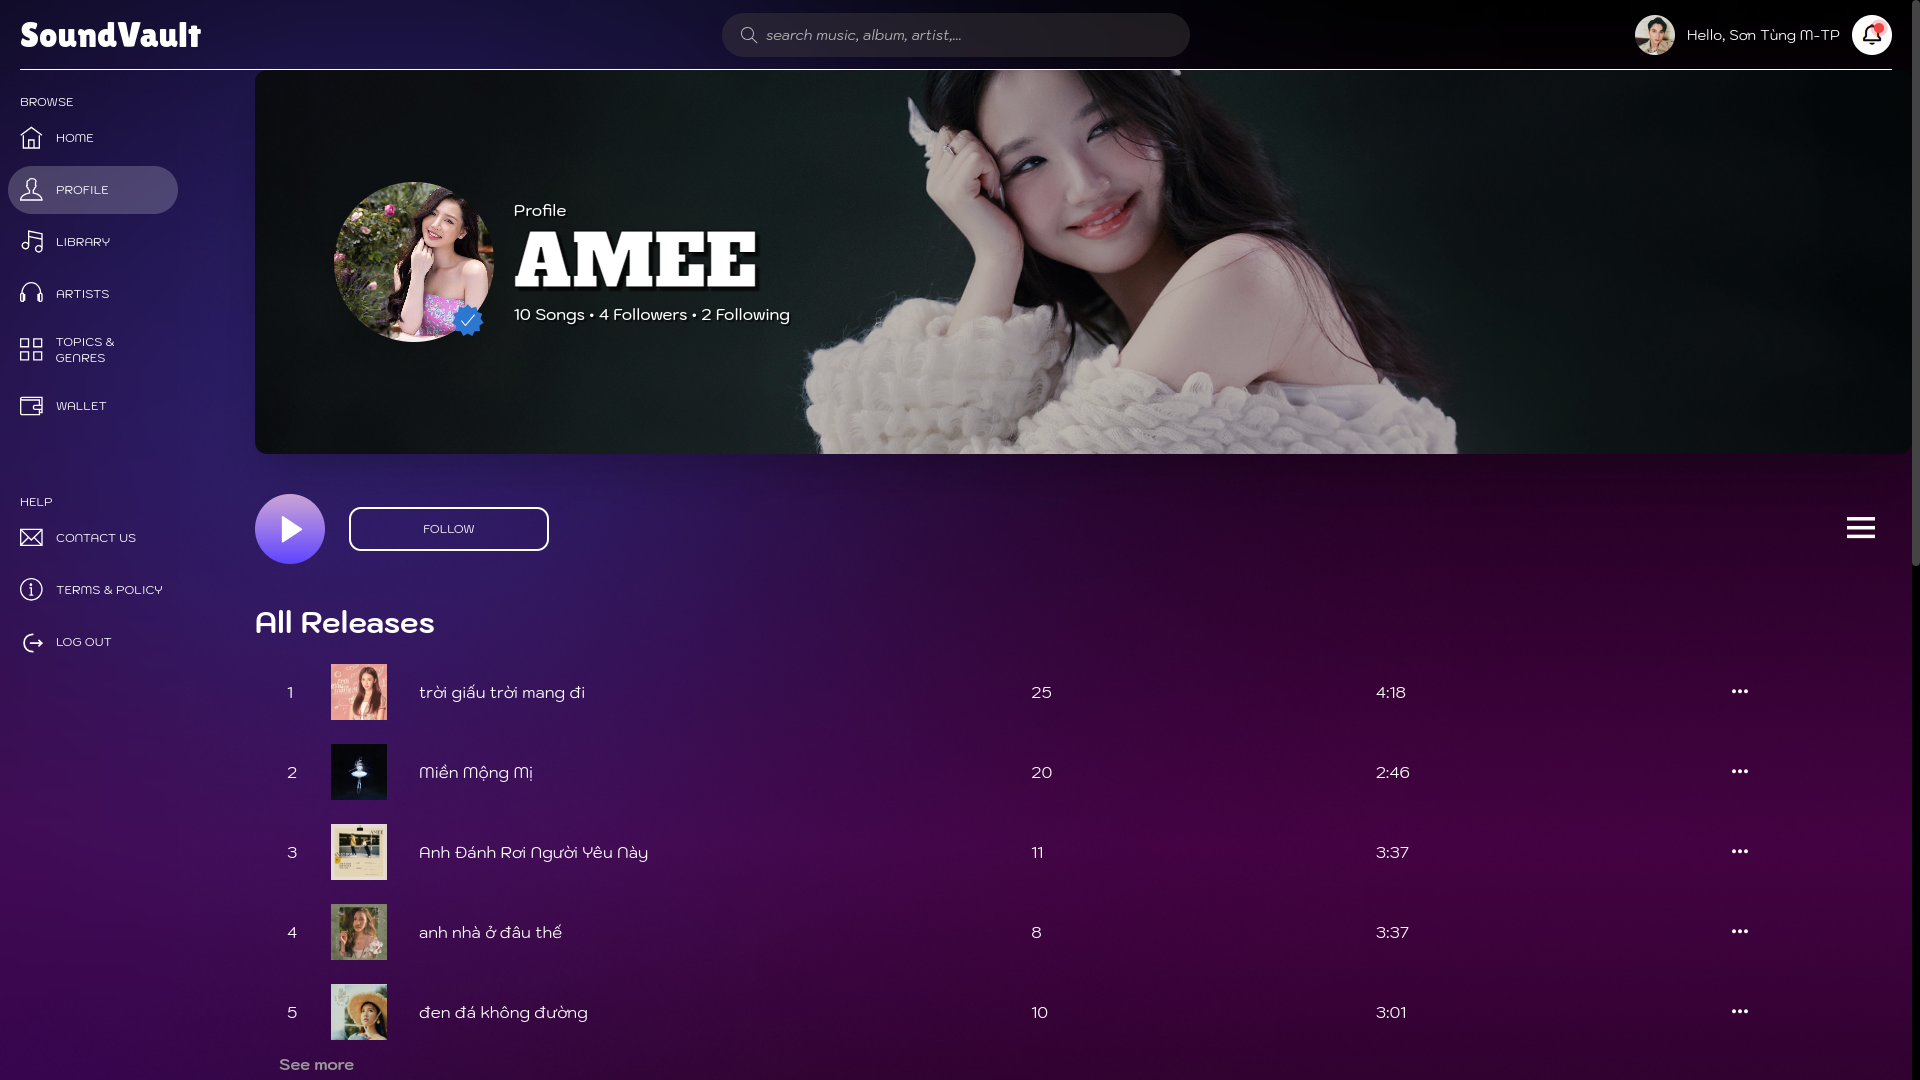 SoundVault
search music, album, artist,...
Hello, Sơn Tùng M-TP
BROWSE
HOME
PROFILE
LIBRARY
ARTISTS
TOPICS &
GENRES
WALLET
HELP
CONTACT US
TERMS & POLICY
LOG OUT
Profile
AMEE
10 Songs • 4 Followers • 2 Following
FOLLOW
All Releases
1 trời giấu trời mang đi 25 4:18
2 Miền Mộng Mị 20 2:46
3 Anh Đánh Rơi Người Yêu Này 11 3:37
4 anh nhà ở đâu thế 8 3:37
5 đen đá không đường 10 3:01
See more